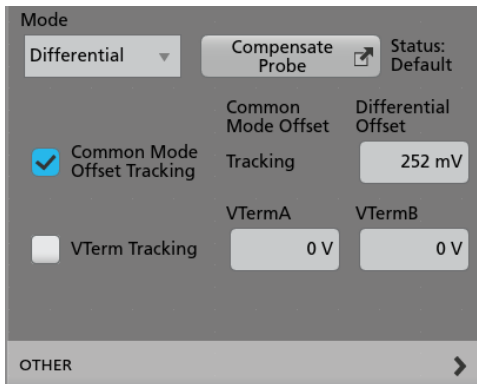 Mode
Differential
Compensate
Probe
Status:
Default
Common
Mode Offset
Differential
Offset
Common Mode
Offset Tracking
Tracking
252 mV
VTermA
VTermB
VTerm Tracking
0 V
0 V
OTHER